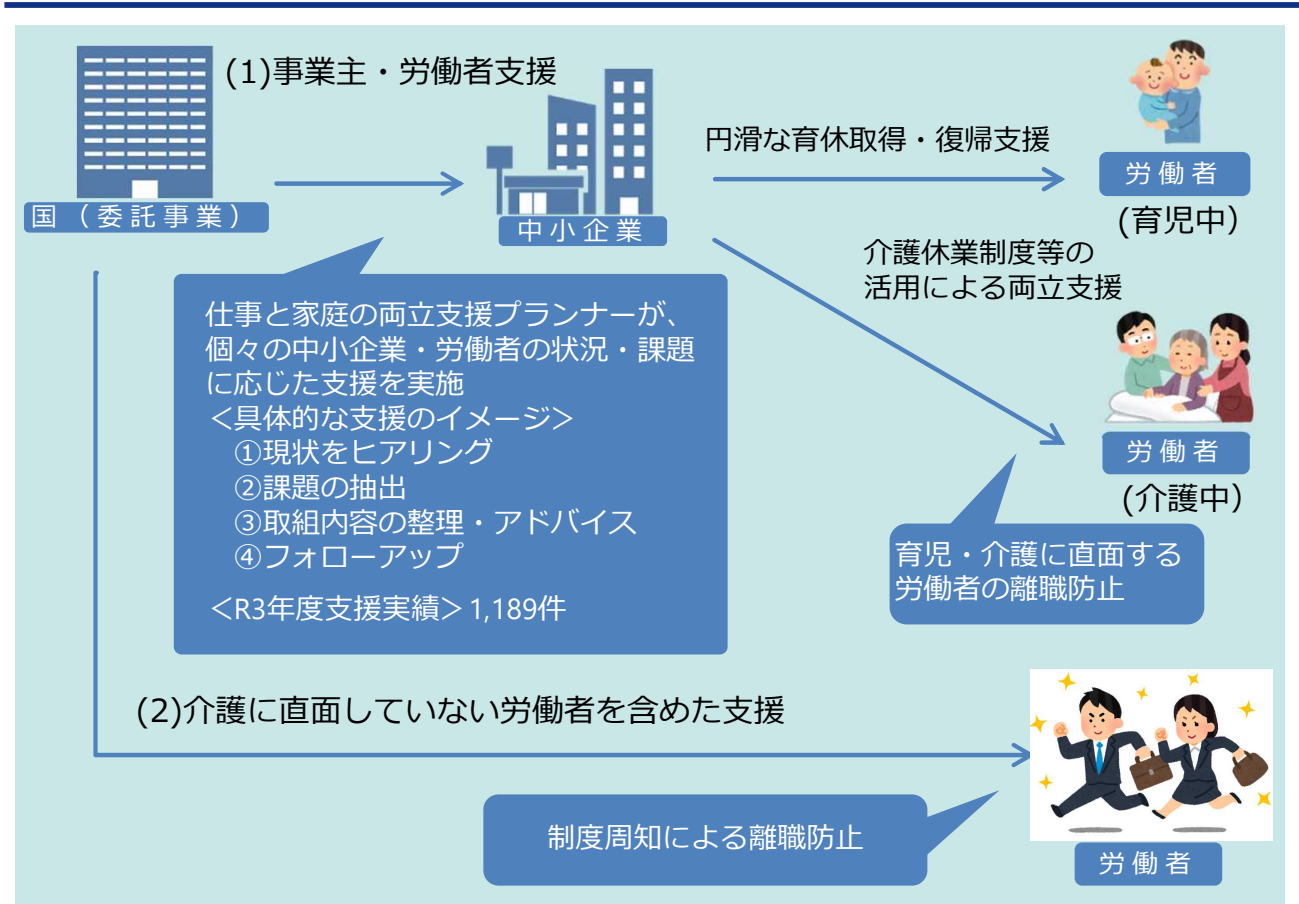 (1)事業主・労働者支援
国（委託事業）
中小企業
円滑な育休取得・復帰支援
労働者
(育児中）
介護休業制度等の
活用による両立支援
労働者
(介護中）
仕事と家庭の両立支援プランナーが、
個々の中小企業・労働者の状況・課題
に応じた支援を実施
＜具体的な支援のイメージ＞
①現状をヒアリング
②課題の抽出
③取組内容の整理・アドバイス
④フォローアップ
＜R3年度支援実績＞1,189件
育児・介護に直面する
労働者の離職防止
(2)介護に直面していない労働者を含めた支援
制度周知による離職防止
労働者